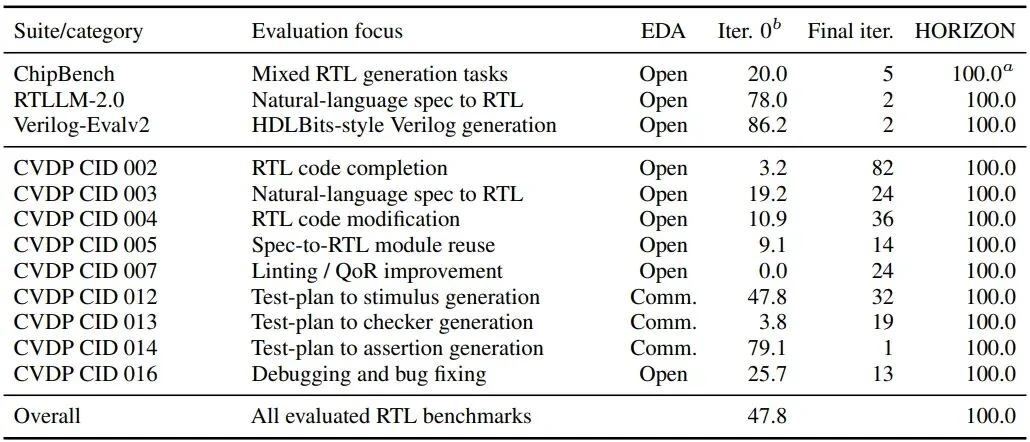 Suite/category Evaluation focus EDA Iter. 0^b Final iter. HORIZON
ChipBench Mixed RTL generation tasks Open 20.0 5 100.0^a
RTLLM-2.0 Natural-language spec to RTL Open 78.0 2 100.0
Verilog-Evalv2 HDLBits-style Verilog generation Open 86.2 2 100.0
CVDP CID 002 RTL code completion Open 3.2 82 100.0
CVDP CID 003 Natural-language spec to RTL Open 19.2 24 100.0
CVDP CID 004 RTL code modification Open 10.9 36 100.0
CVDP CID 005 Spec-to-RTL module reuse Open 9.1 14 100.0
CVDP CID 007 Linting / QoR improvement Open 0.0 24 100.0
CVDP CID 012 Test-plan to stimulus generation Comm. 47.8 32 100.0
CVDP CID 013 Test-plan to checker generation Comm. 3.8 19 100.0
CVDP CID 014 Test-plan to assertion generation Comm. 79.1 1 100.0
CVDP CID 016 Debugging and bug fixing Open 25.7 13 100.0
Overall All evaluated RTL benchmarks 47.8 100.0